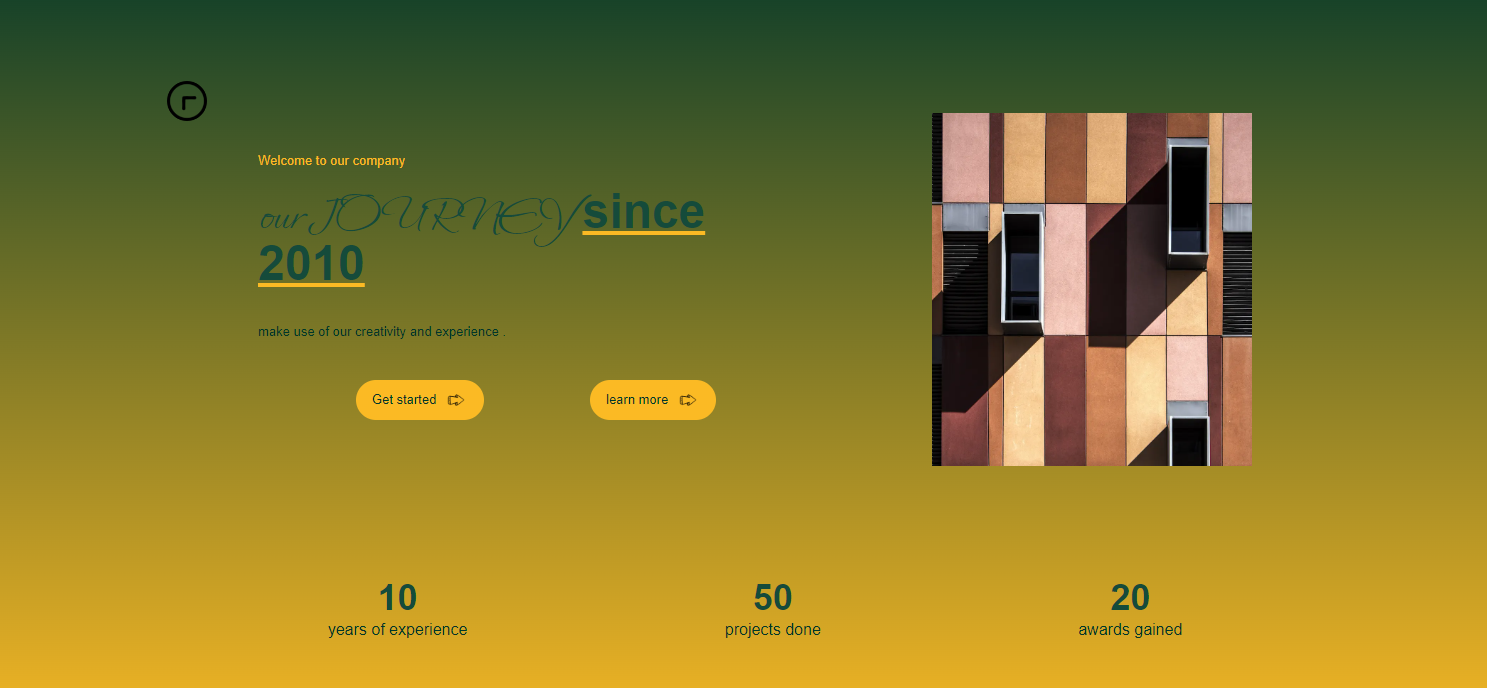 Welcome to our company
our JOURNEY since
2010
make use of our creativity and experience .
Get started
learn more
10
years of experience
50
projects done
20
awards gained